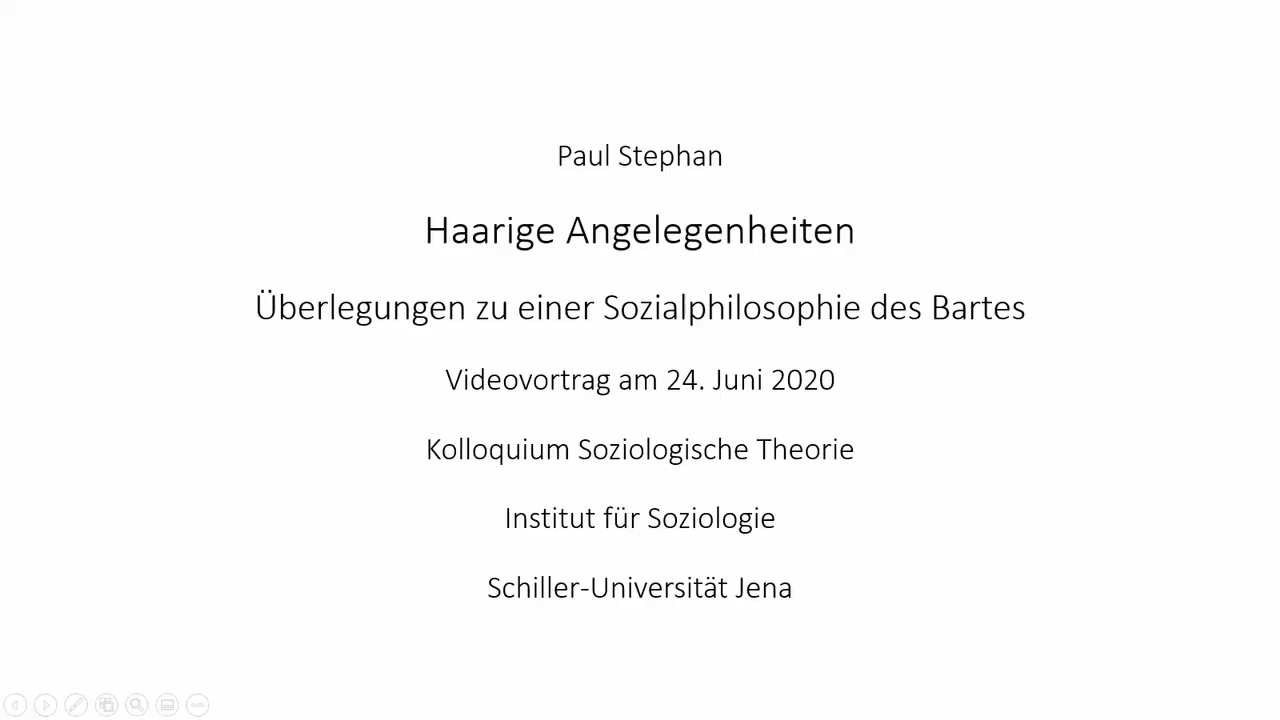 Paul Stephan
Haarige Angelegenheiten
Überlegungen zu einer Sozialphilosophie des Bartes
Videovortrag am 24. Juni 2020
Kolloquium Soziologische Theorie
Institut für Soziologie
Schiller-Universität Jena